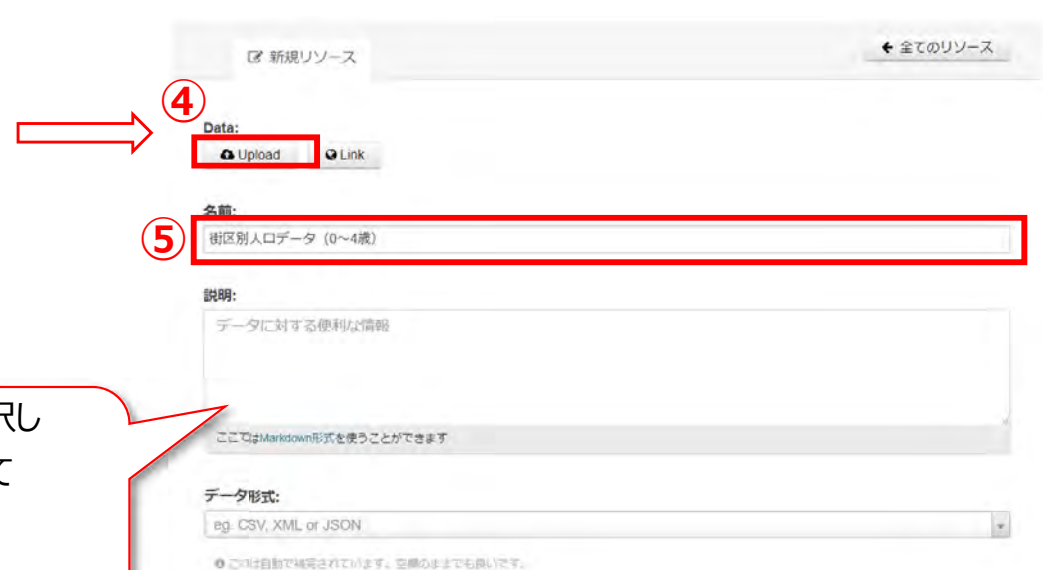 新規リソース
全てのリソース
④
Data:
Upload Link
名前:
⑤
街区別人口データ（0～4歳）
説明:
データに対する便利な情報
ここではMarkdown形式を使うことができます
択し
て
データ形式:
eg. CSV, XML or JSON
これは自動で補完されています。空欄のままでも良いです。